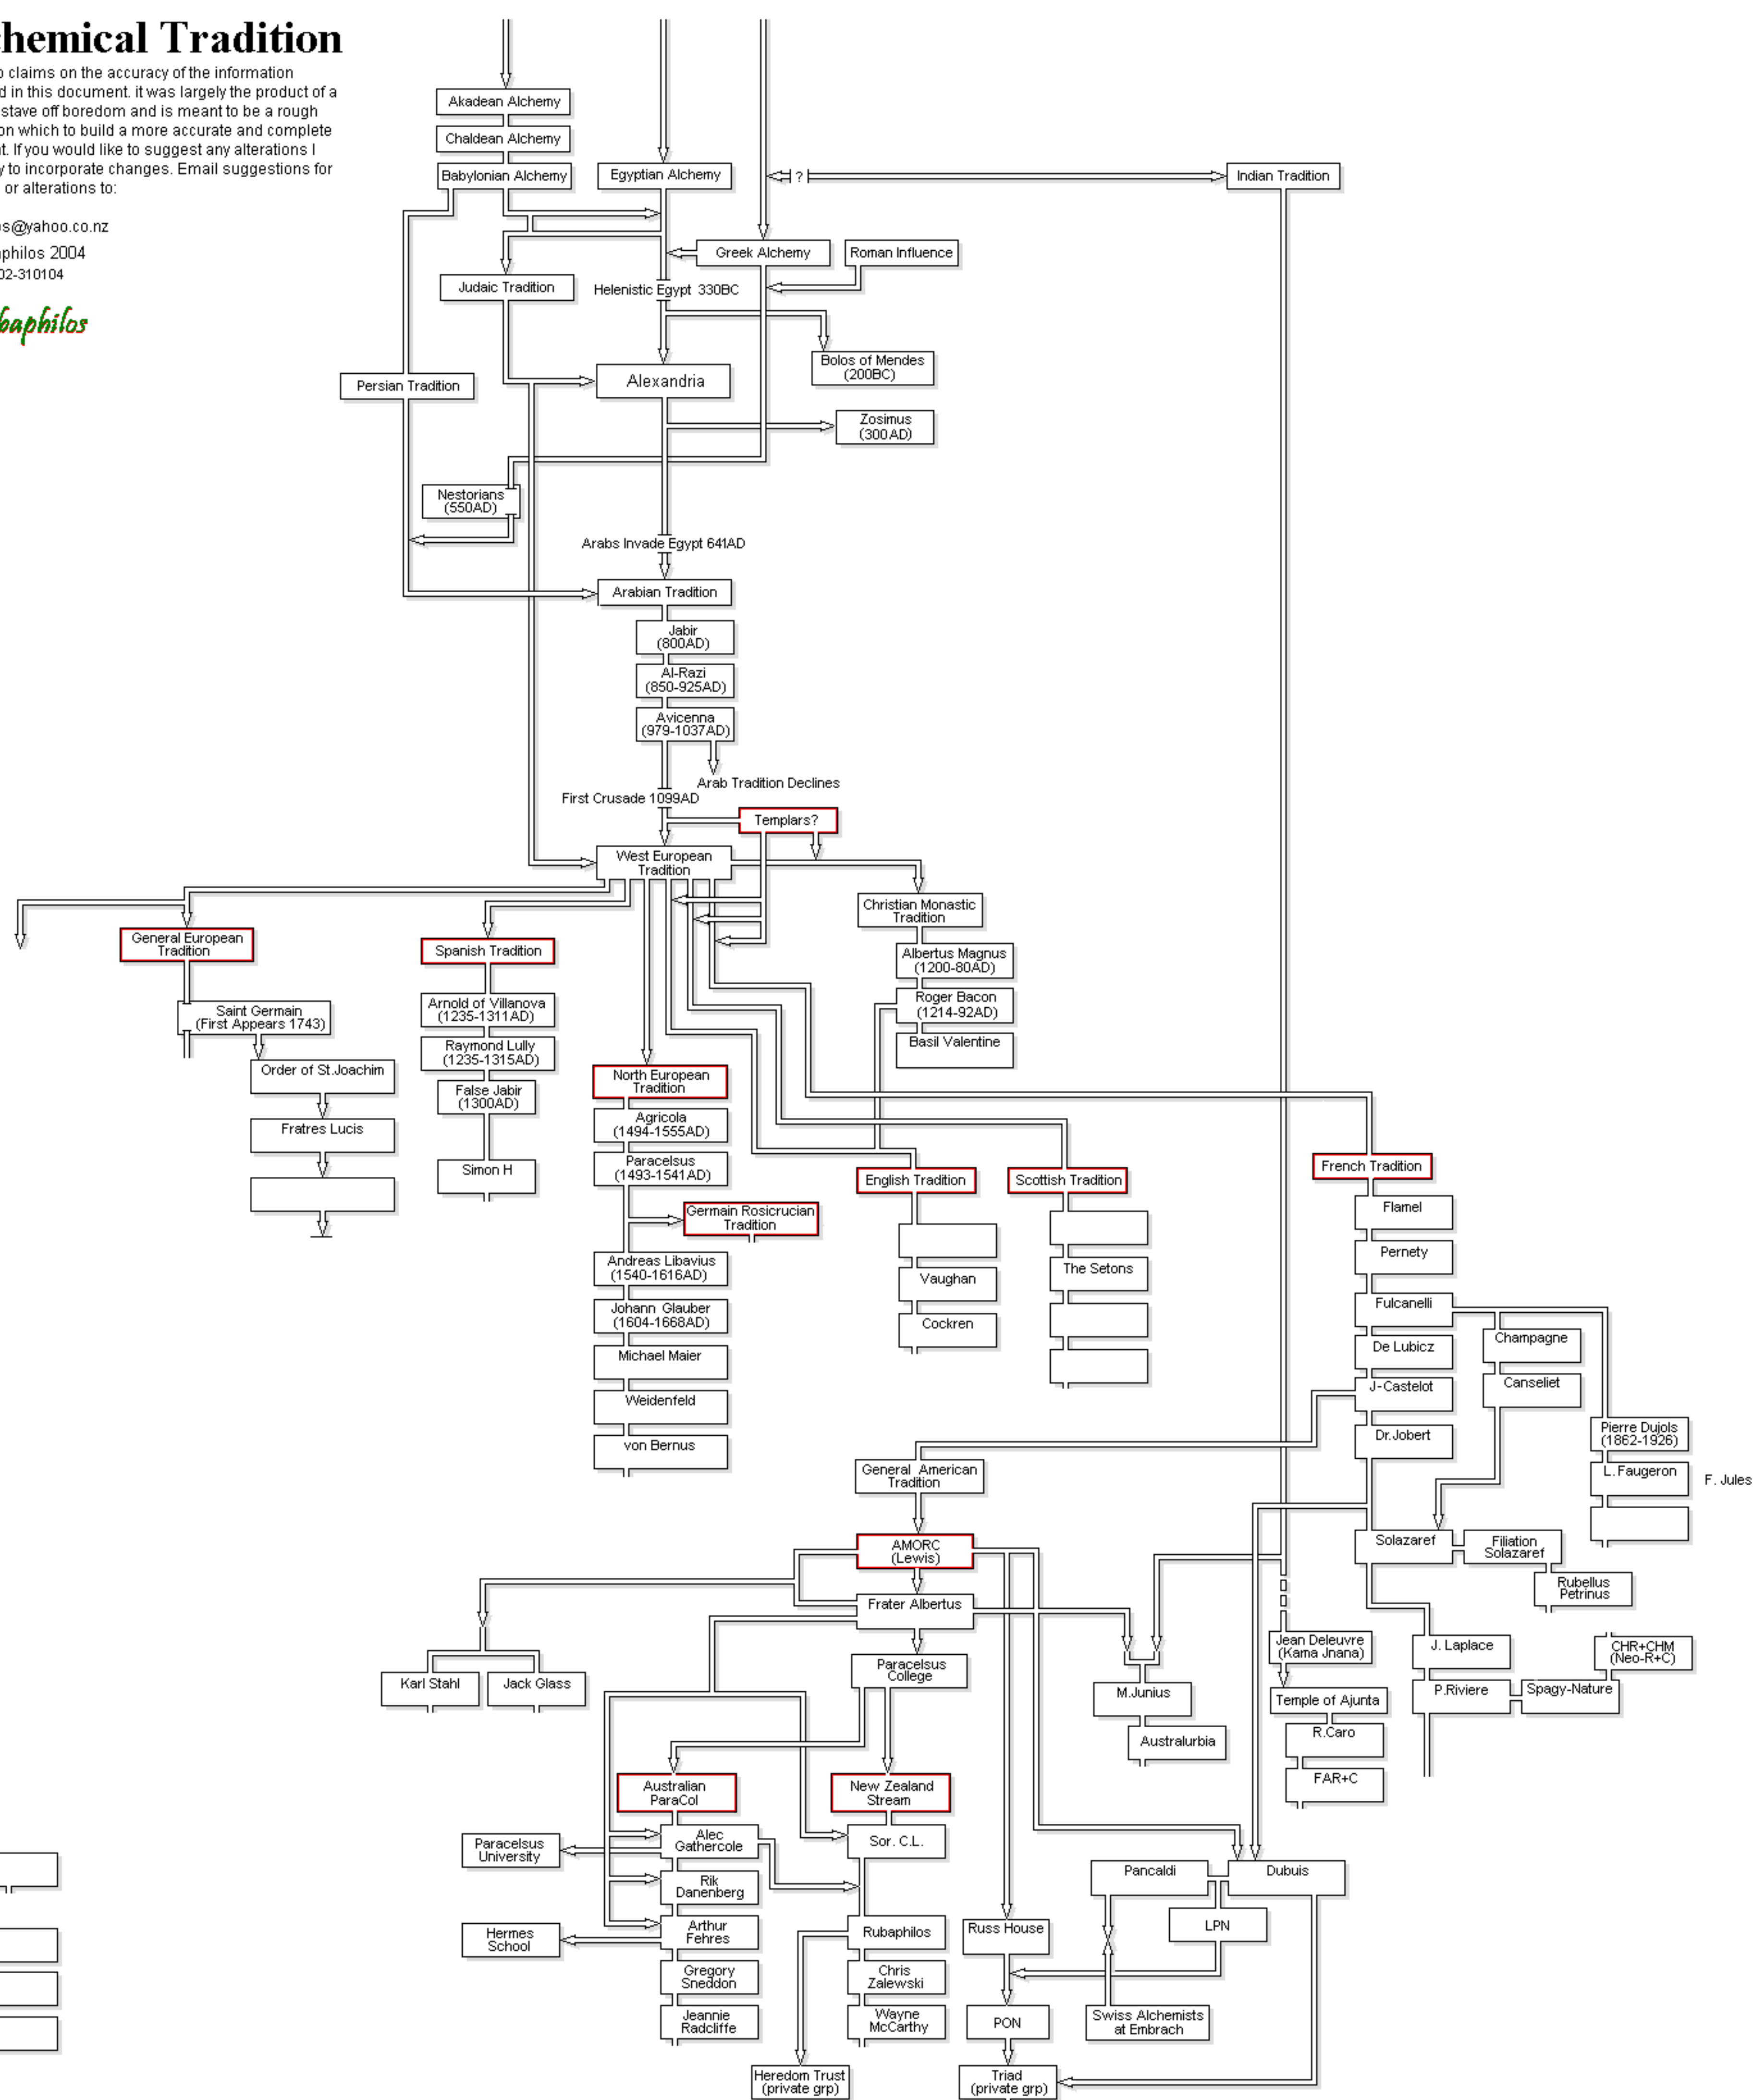 chemical Tradition
o claims on the accuracy of the information
d in this document. it was largely the product of a
stave off boredom and is meant to be a rough
on which to build a more accurate and complete
nt. If you would like to suggest any alterations I
y to incorporate changes. Email suggestions for
or alterations to:
os@yahoo.co.nz
aphilos 2004
02-310104
baphilos
Akadean Alchemy
Chaldean Alchemy
Babylonian Alchemy
Egyptian Alchemy
?
Indian Tradition
Greek Alchemy
Roman Influence
Judaic Tradition
Helenistic Egypt 330BC
Bolos of Mendes
(200BC)
Persian Tradition
Alexandria
Zosimus
(300AD)
Nestorians
(550AD)
Arabs Invade Egypt 641AD
Arabian Tradition
Jabir
(800AD)
Al-Razi
(850-925AD)
Avicenna
(979-1037AD)
Arab Tradition Declines
First Crusade 1099AD
Templars?
West European
Tradition
Christian Monastic
Tradition
General European
Tradition
Spanish Tradition
Albertus Magnus
(1200-80AD)
Roger Bacon
(1214-92AD)
Basil Valentine
Saint Germain
(First Appears 1743)
Order of St.Joachim
Fratres Lucis
Arnold of Villanova
(1235-1311AD)
Raymond Lully
(1235-1315AD)
False Jabir
(1300AD)
Simon H
North European
Tradition
Agricola
(1494-1555AD)
Paracelsus
(1493-1541AD)
Germain Rosicrucian
Tradition
Andreas Libavius
(1540-1616AD)
Johann Glauber
(1604-1668AD)
Michael Maier
Weidenfeld
von Bernus
English Tradition
Vaughan
Cockren
Scottish Tradition
The Setons
French Tradition
Flamel
Pernety
Fulcanelli
De Lubicz
J-Castelot
Dr.Jobert
Champagne
Canseliet
Pierre Dujols
(1862-1926)
L.Faugeron
F. Jules
General American
Tradition
AMORC
(Lewis)
Frater Albertus
Solazaref
Filiation
Solazaref
Rubellus
Petrinus
Karl Stahl
Jack Glass
Paracelsus
College
M.Junius
Australurbia
Jean Deleuvre
(Kama Jnana)
Temple of Ajunta
R.Caro
FAR+C
J. Laplace
P.Riviere
Spagy-Nature
CHR+CHM
(Neo-R+C)
Australian
ParaCol
New Zealand
Stream
Paracelsus
University
Alec
Gathercole
Rik
Danenberg
Hermes
School
Arthur
Fehres
Gregory
Sneddon
Jeannie
Radcliffe
Sor. C.L.
Rubaphilos
Chris
Zalewski
Wayne
McCarthy
Heredom Trust
(private grp)
Russ House
PON
Triad
(private grp)
Pancaldi
Dubuis
LPN
Swiss Alchemists
at Embrach